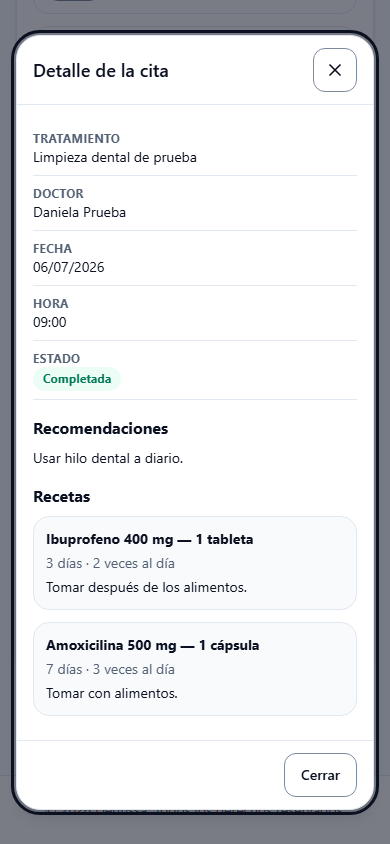 Detalle de la cita
TRATAMIENTO
Limpieza dental de prueba
DOCTOR
Daniela Prueba
FECHA
06/07/2026
HORA
09:00
ESTADO
Completada
Recomendaciones
Usar hilo dental a diario.
Recetas
Ibuprofeno 400 mg — 1 tableta
3 días · 2 veces al día
Tomar después de los alimentos.
Amoxicilina 500 mg — 1 cápsula
7 días · 3 veces al día
Tomar con alimentos.
Cerrar